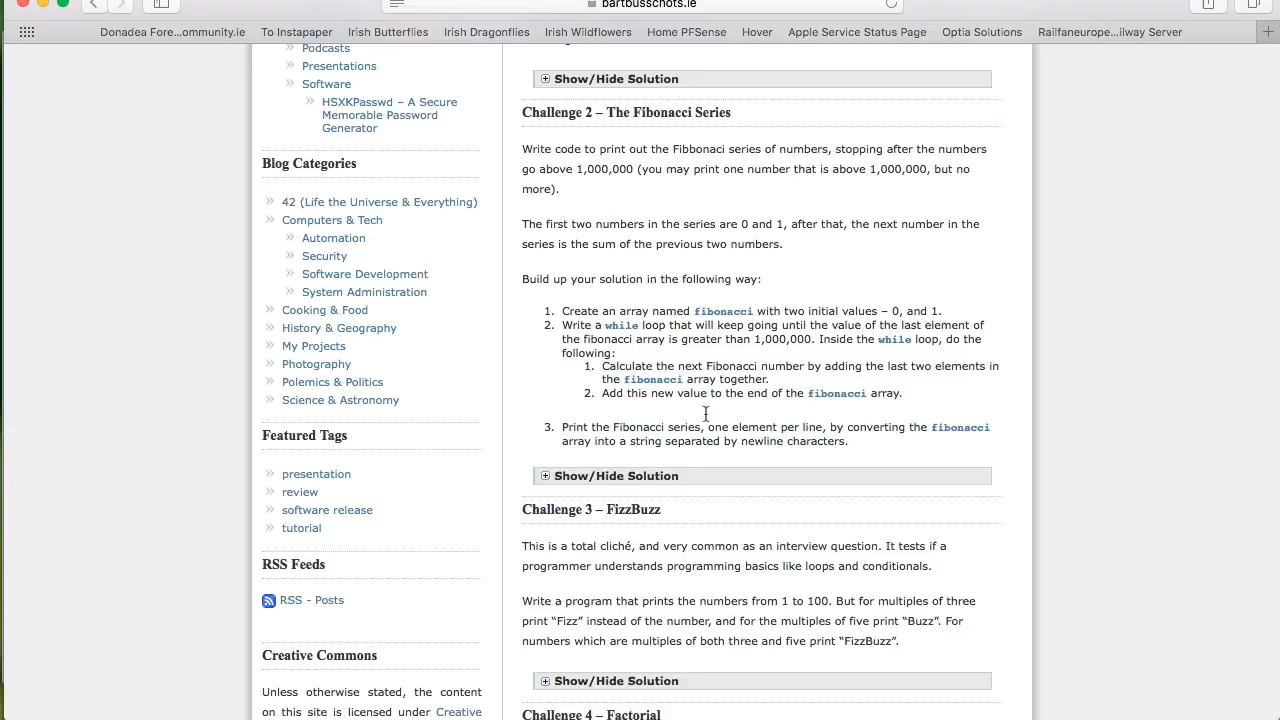 bartbusschots.ie
Donadea Fore...ommunity.ie To Instapaper Irish Butterflies Irish Dragonflies Irish Wildflowers Home PFSense Hover Apple Service Status Page Optia Solutions Railfaneurope...ilway Server
Podcasts
Presentations
Software
HSXKPasswd – A Secure
Memorable Password
Generator
Blog Categories
42 (Life the Universe & Everything)
Computers & Tech
Automation
Security
Software Development
System Administration
Cooking & Food
History & Geography
My Projects
Photography
Polemics & Politics
Science & Astronomy
Featured Tags
presentation
review
software release
tutorial
RSS Feeds
RSS - Posts
Creative Commons
Unless otherwise stated, the content
on this site is licensed under Creative
Show/Hide Solution
Challenge 2 – The Fibonacci Series
Write code to print out the Fibbonaci series of numbers, stopping after the numbers
go above 1,000,000 (you may print one number that is above 1,000,000, but no
more).
The first two numbers in the series are 0 and 1, after that, the next number in the
series is the sum of the previous two numbers.
Build up your solution in the following way:
1. Create an array named fibonacci with two initial values – 0, and 1.
2. Write a while loop that will keep going until the value of the last element of
the fibonacci array is greater than 1,000,000. Inside the while loop, do the
following:
1. Calculate the next Fibonacci number by adding the last two elements in
the fibonacci array together.
2. Add this new value to the end of the fibonacci array.
3. Print the Fibonacci series, one element per line, by converting the fibonacci
array into a string separated by newline characters.
Show/Hide Solution
Challenge 3 – FizzBuzz
This is a total cliché, and very common as an interview question. It tests if a
programmer understands programming basics like loops and conditionals.
Write a program that prints the numbers from 1 to 100. But for multiples of three
print “Fizz” instead of the number, and for the multiples of five print “Buzz”. For
numbers which are multiples of both three and five print “FizzBuzz”.
Show/Hide Solution
Challenge 4 – Factorial